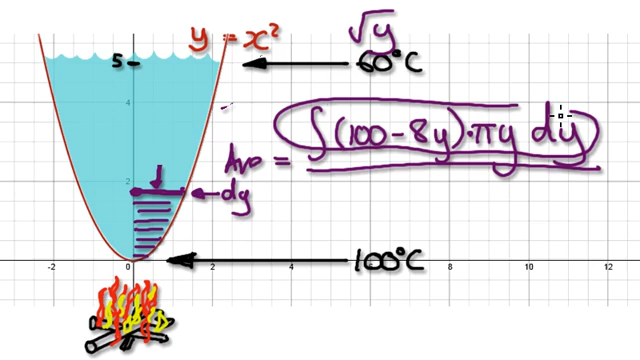 √y
y = x²
5
60°C
4
∫(100-8y)·πy dy
Avo =
2
dy
-2 0 2 4 6 8 10 12
100°C